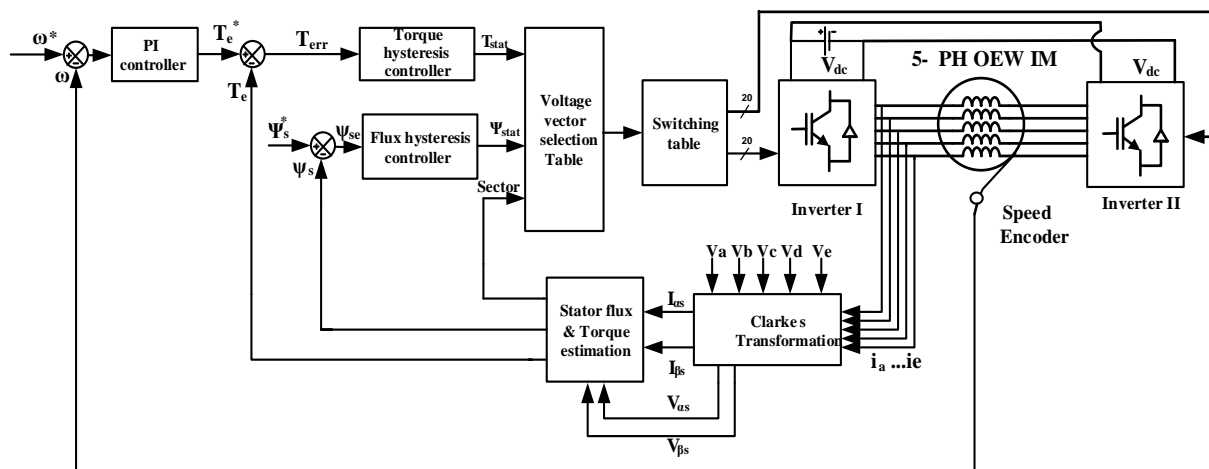 ω*
ω
PI
controller
Te*
Te
Terr
Torque
hysteresis
controller
Tstat
Ψs*
ψs
ψse
Flux hysteresis
controller
Ψstat
Sector
Voltage
vector
selection
Table
Switching
table
20
20
Vdc
Inverter I
5- PH OEW IM
Vdc
Inverter II
Speed
Encoder
Va Vb Vc Vd Ve
Stator flux
& Torque
estimation
Iαs
Iβs
Clarkes
Transformation
ia ...ie
Vαs
Vβs